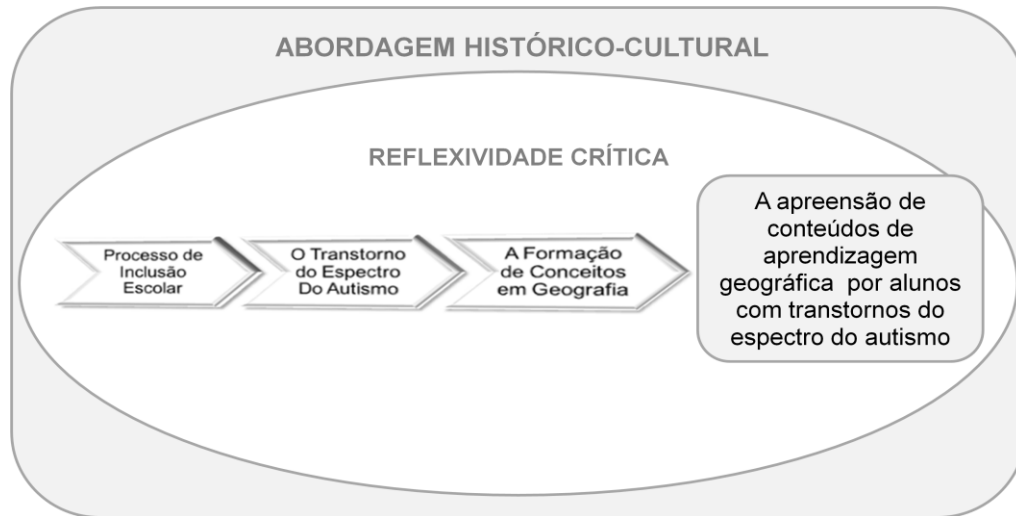 ABORDAGEM HISTÓRICO-CULTURAL
REFLEXIVIDADE CRÍTICA
Processo de
Inclusão
Escolar
O Transtorno
do Espectro
Do Autismo
A Formação
de Conceitos
em Geografia
A apreensão de
conteúdos de
aprendizagem
geográfica por alunos
com transtornos do
espectro do autismo